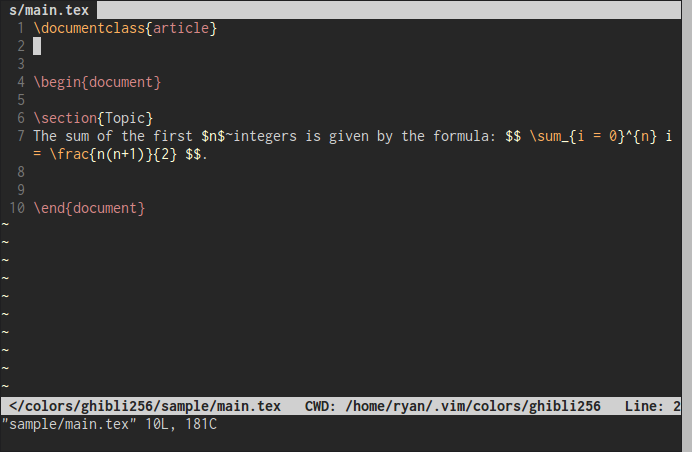 s/main.tex
1 \documentclass{article}
2
3
4 \begin{document}
5
6 \section{Topic}
7 The sum of the first $n$~integers is given by the formula: $$ \sum_{i = 0}^{n} i
= \frac{n(n+1)}{2} $$.
8
9
10 \end{document}
~
~
~
~
~
~
~
~
~
~
</colors/ghibli256/sample/main.tex CWD: /home/ryan/.vim/colors/ghibli256 Line: 2
"sample/main.tex" 10L, 181C